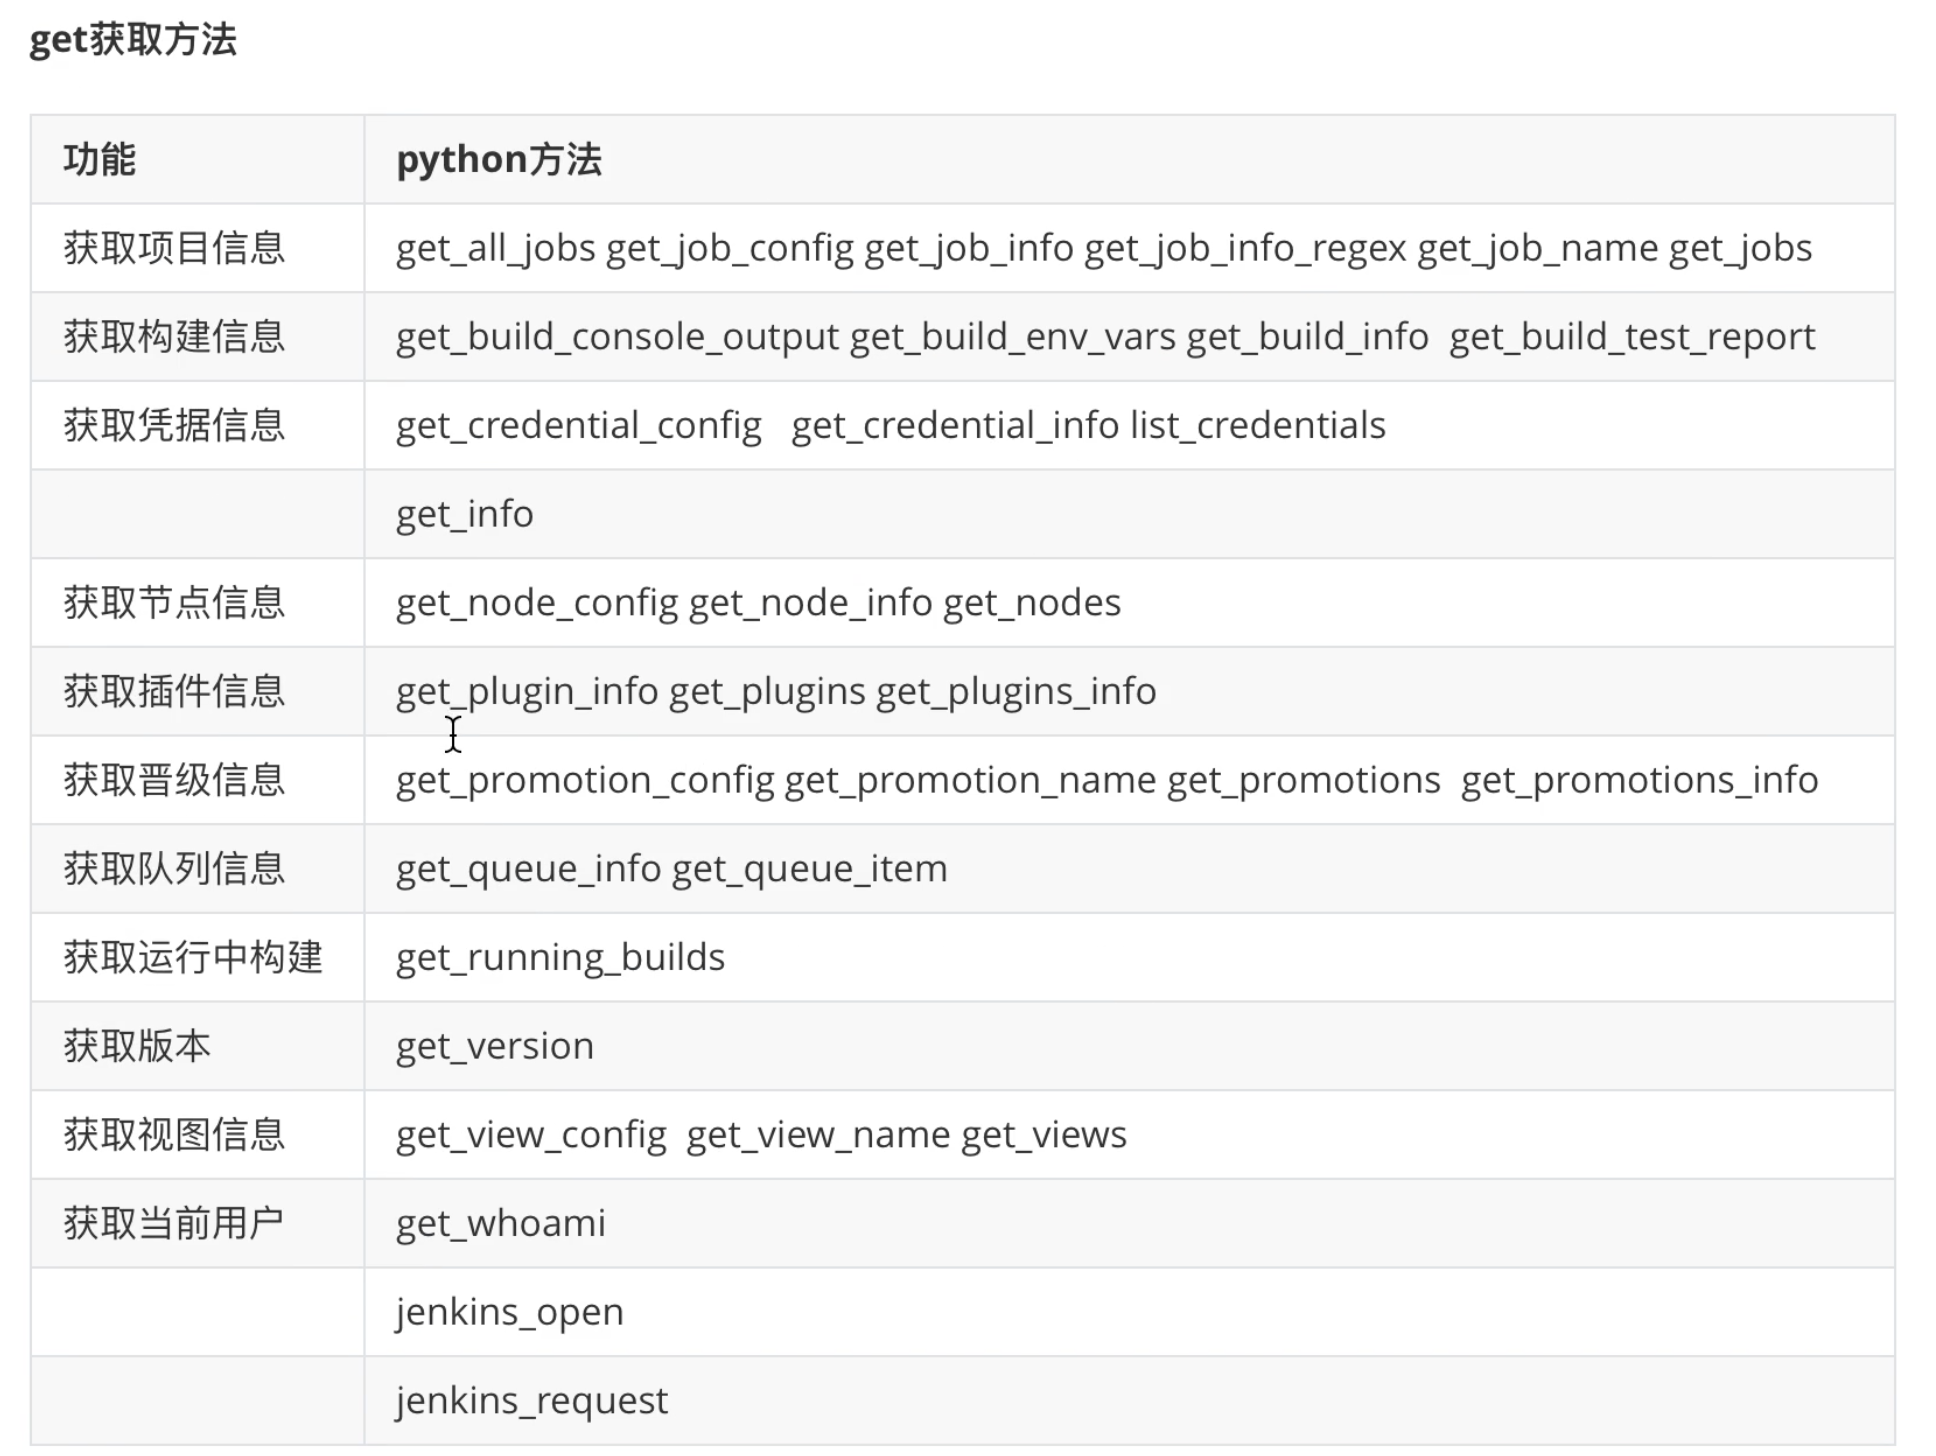 get获取方法
功能 python方法
获取项目信息 get_all_jobs get_job_config get_job_info get_job_info_regex get_job_name get_jobs
获取构建信息 get_build_console_output get_build_env_vars get_build_info get_build_test_report
获取凭据信息 get_credential_config get_credential_info list_credentials
get_info
获取节点信息 get_node_config get_node_info get_nodes
获取插件信息 get_plugin_info get_plugins get_plugins_info
获取晋级信息 get_promotion_config get_promotion_name get_promotions get_promotions_info
获取队列信息 get_queue_info get_queue_item
获取运行中构建 get_running_builds
获取版本 get_version
获取视图信息 get_view_config get_view_name get_views
获取当前用户 get_whoami
jenkins_open
jenkins_request